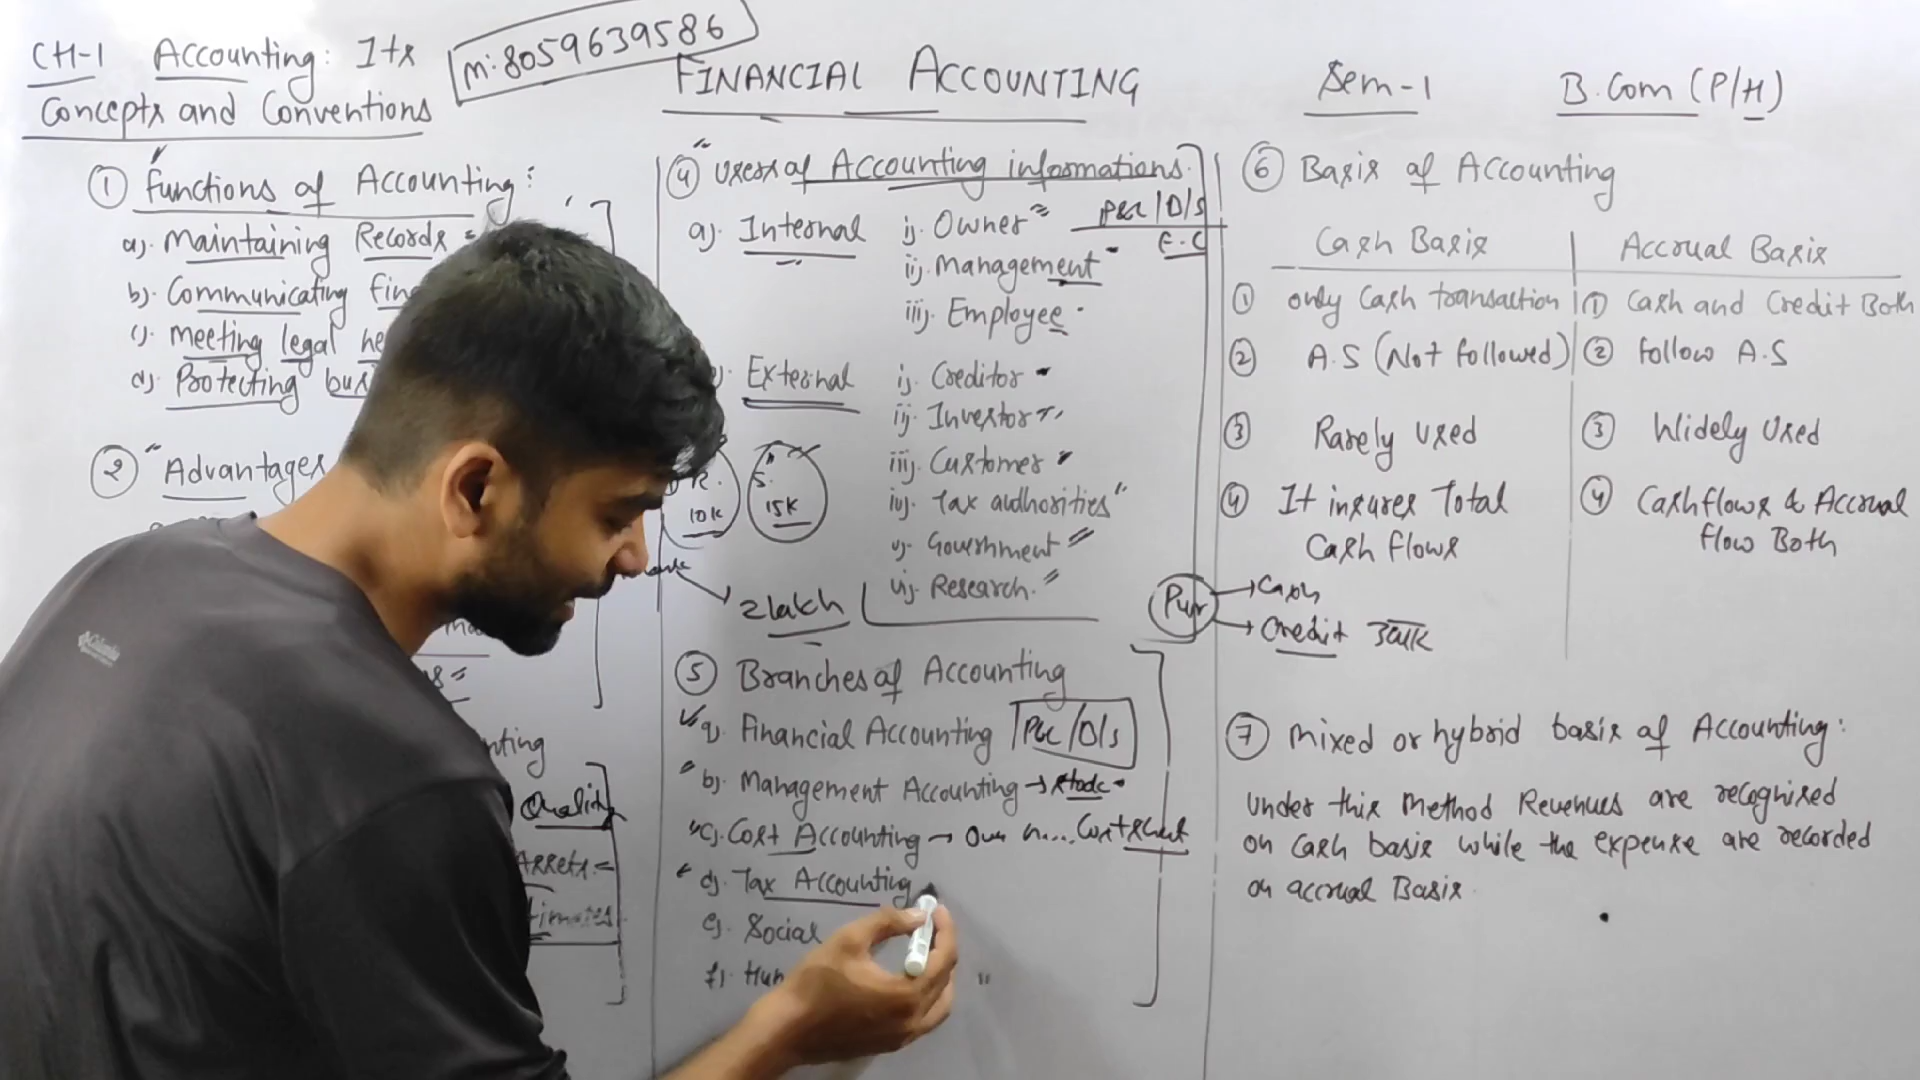 CH-1 Accounting: Its
Concepts and Conventions
m:8059639586
FINANCIAL ACCOUNTING
Sem-1
B.Com (P/H)
① Functions of Accounting:
a). Maintaining Records
b). Communicating Fin
c). Meeting legal ne
d). Protecting busi
② "Advantages
nting
Quality
Assets
timates
④ Users of Accounting informations.
a). Internal
i). Owner
P&L/B/S
E.C
ii). Management
iii). Employee
External
i). Creditor
ii). Investor
iii). Customer
iv). Tax authorities
v). Government
vi). Research
R.
10K
S.
15K
2lakh
⑤ Branches of Accounting
a). Financial Accounting P&L/B/S
b). Management Accounting →
c). Cost Accounting → Cost sheet
d). Tax Accounting
e). Social
f). Hum
⑥ Basis of Accounting
Cash Basis | Accrual Basis
① only Cash transaction | ① Cash and Credit Both
② A.S (Not followed) | ② Follow A.S
③ Rarely Used ③ Widely Used
④ It insures Total Cash Flows
④ Cashflows & Accrual flow Both
Pur
→ Cash
→ Credit
⑦ Mixed or hybrid basis of Accounting:
Under this Method Revenues are recognised
on Cash basis while the expense are recorded
on accrual Basis.